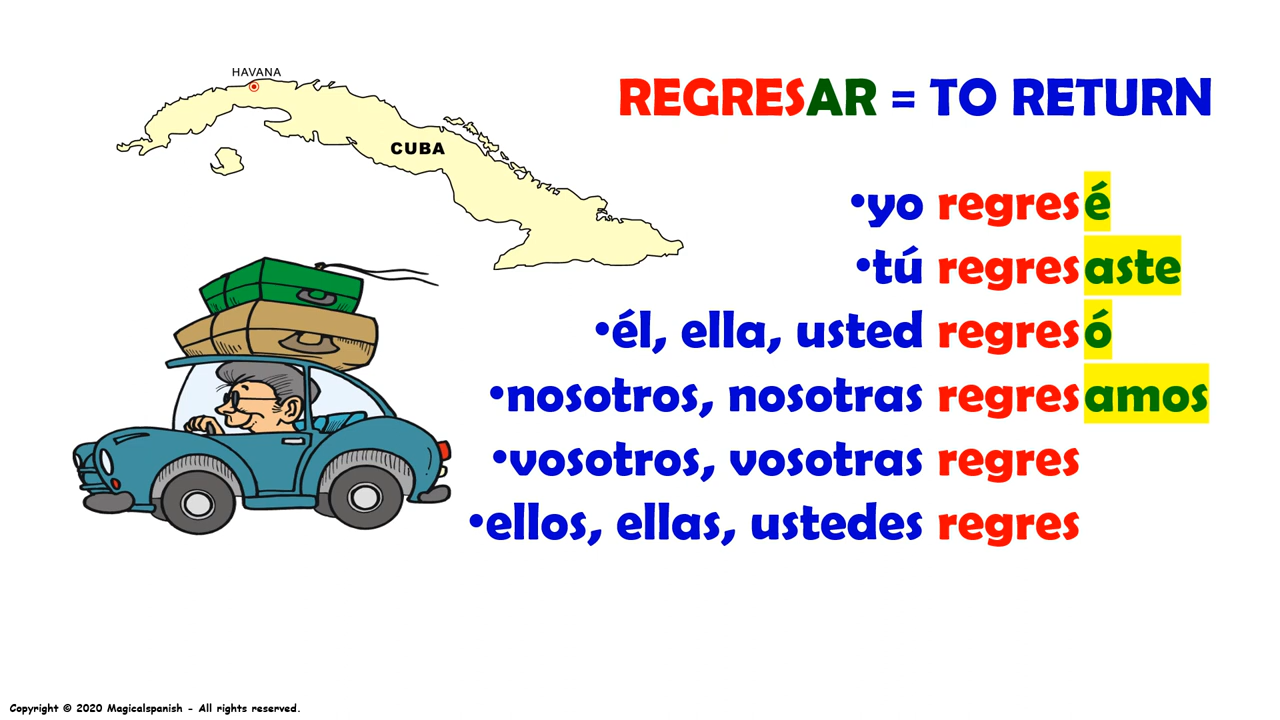 HAVANA
CUBA
REGRESAR = TO RETURN
•yo regresé
•tú regresaste
•él, ella, usted regresó
•nosotros, nosotras regresamos
•vosotros, vosotras regres
•ellos, ellas, ustedes regres
Copyright © 2020 Magicalspanish - All rights reserved.